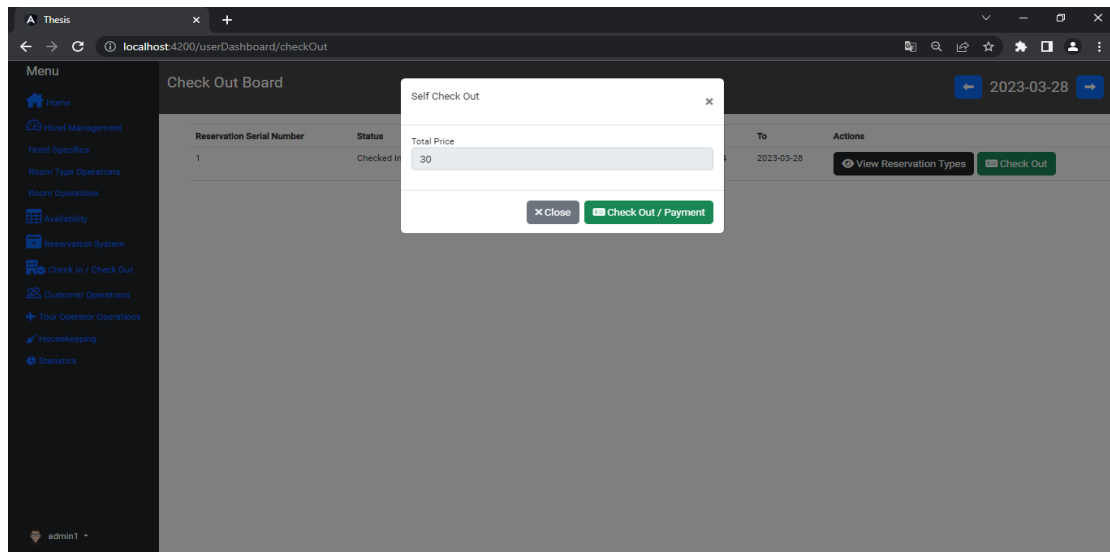 Thesis
localhost:4200/userDashboard/checkOut
Menu
Home
Hotel Management
Hotel Specifics
Room Type Operations
Room Operations
Availability
Reservation System
Check In / Check Out
Customer Operations
Tour Operator Operations
Housekeeping
Statistics
admin1
Check Out Board
2023-03-28
Reservation Serial Number Status To Actions
1 Checked In 2023-03-28 View Reservation Types Check Out
Self Check Out
Total Price
30
Close Check Out / Payment